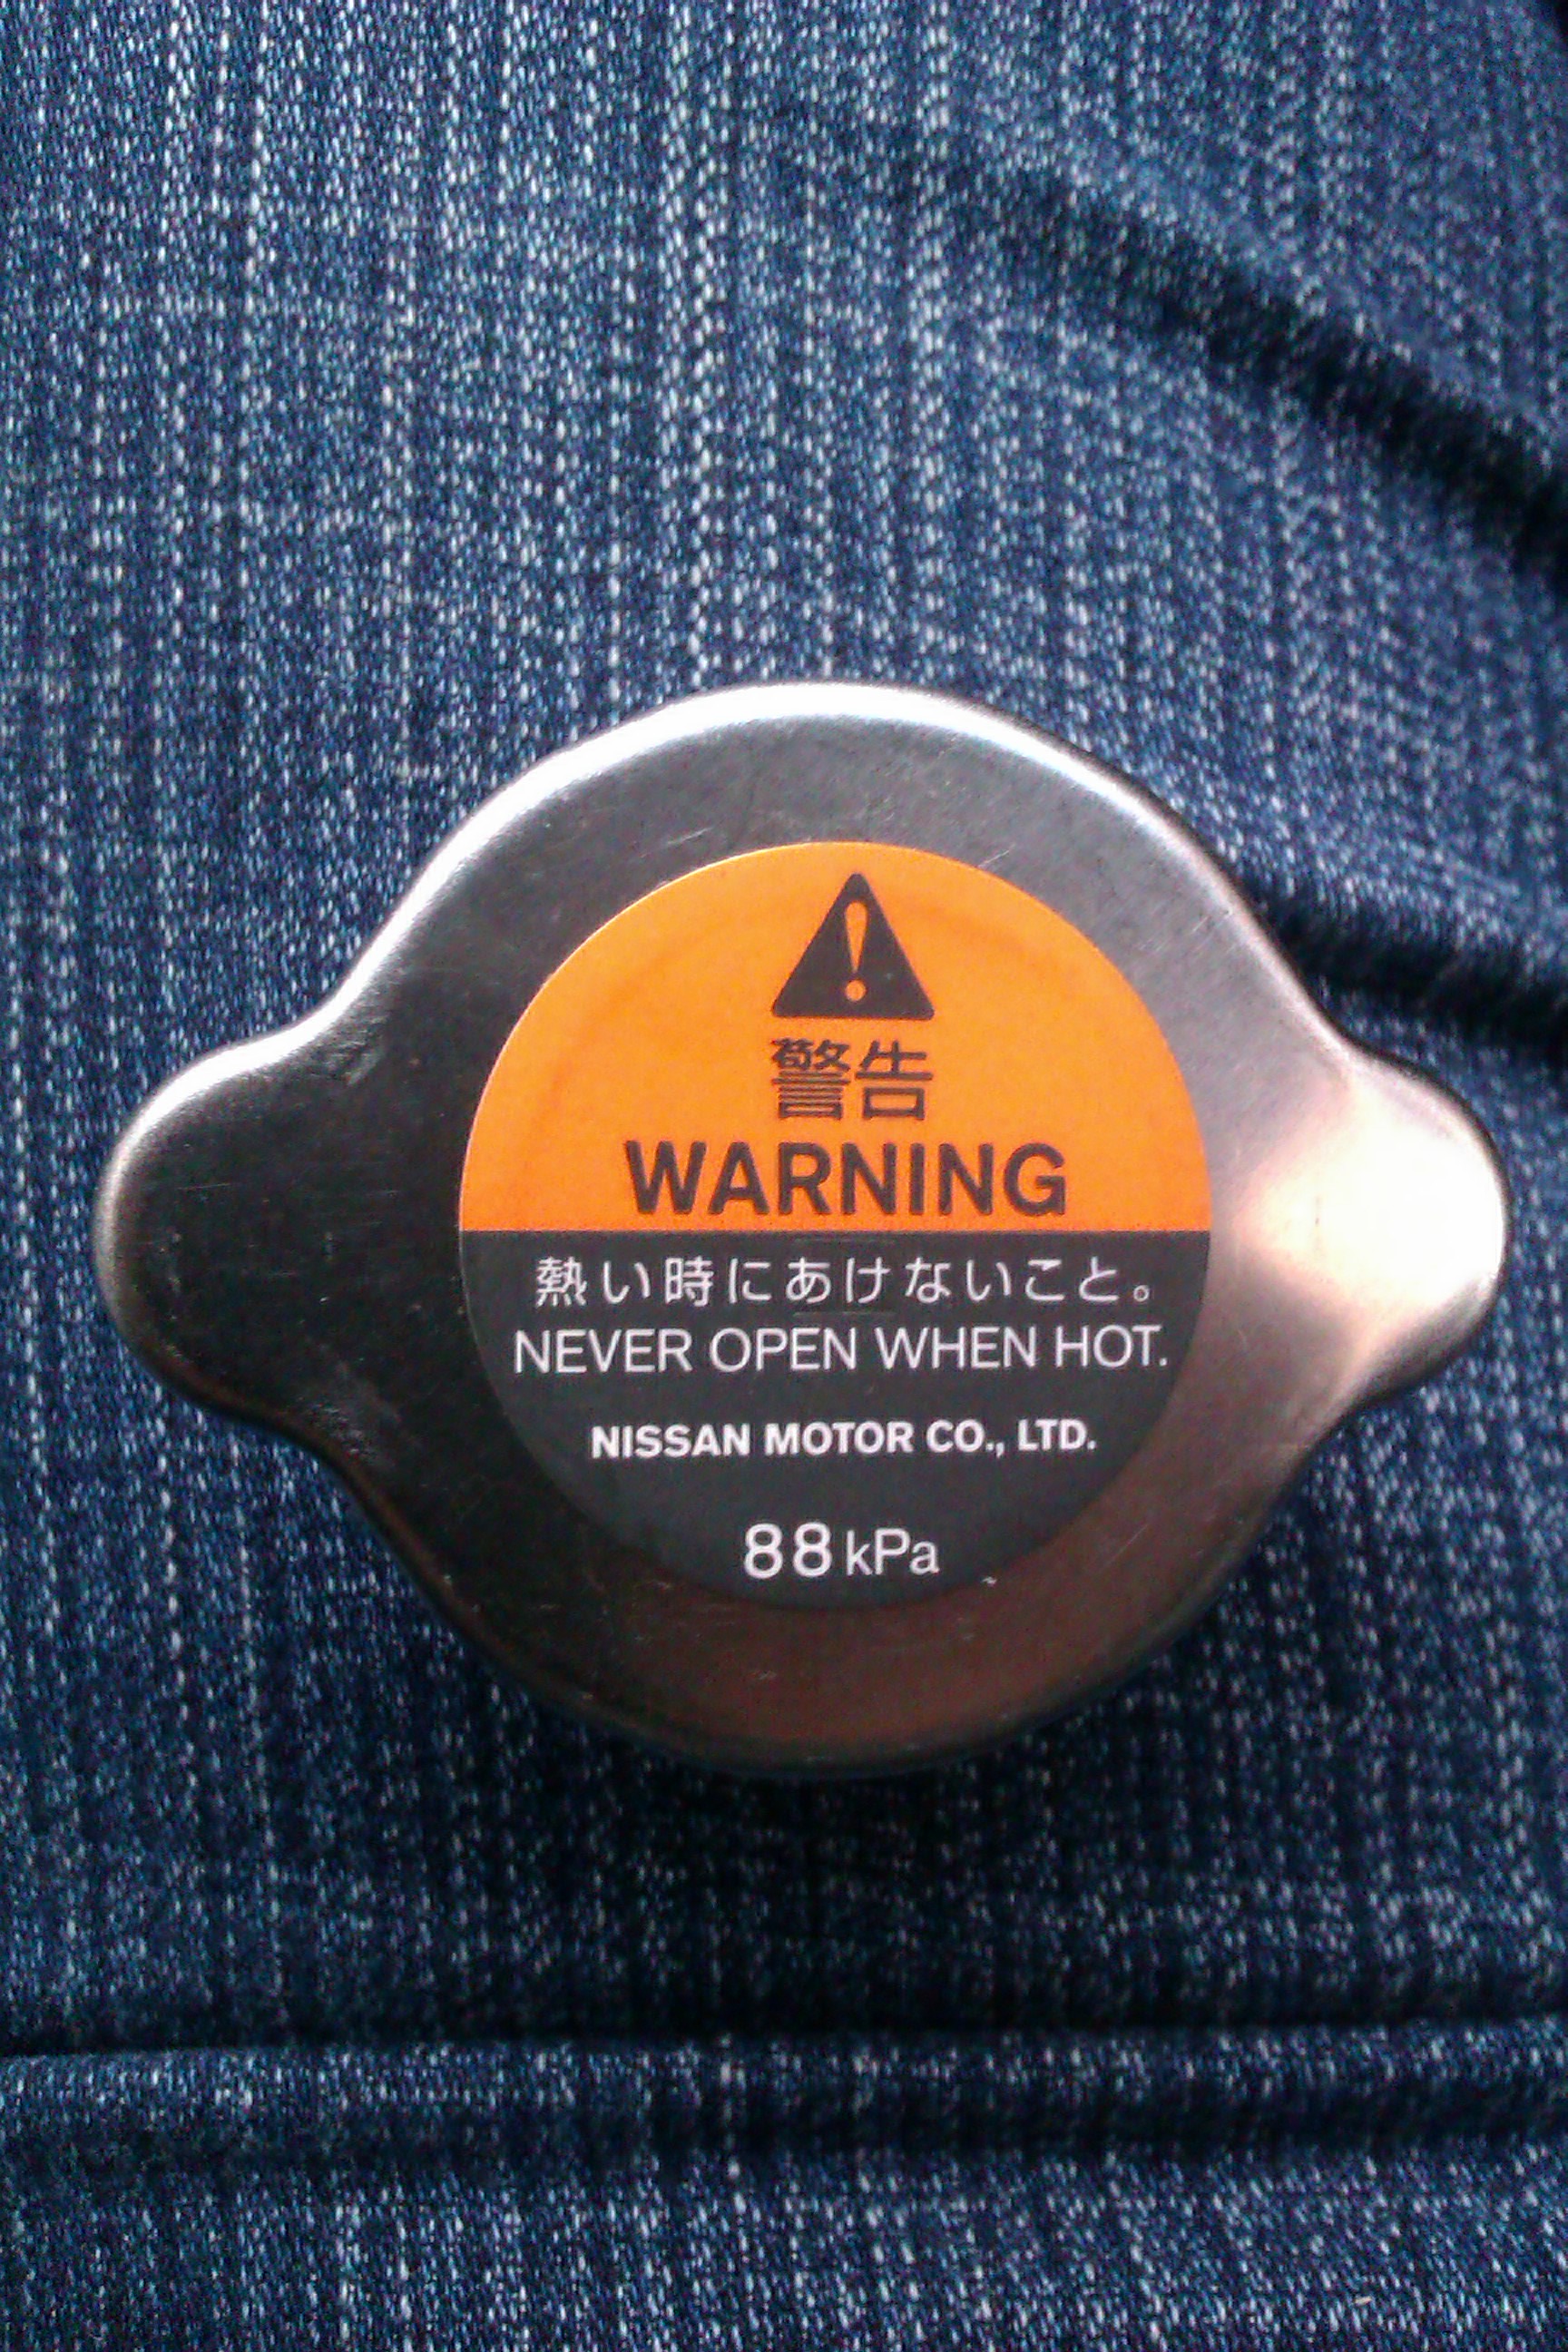 警告
WARNING
熱い時にあけないこと。
NEVER OPEN WHEN HOT.
NISSAN MOTOR CO., LTD.
88 kPa